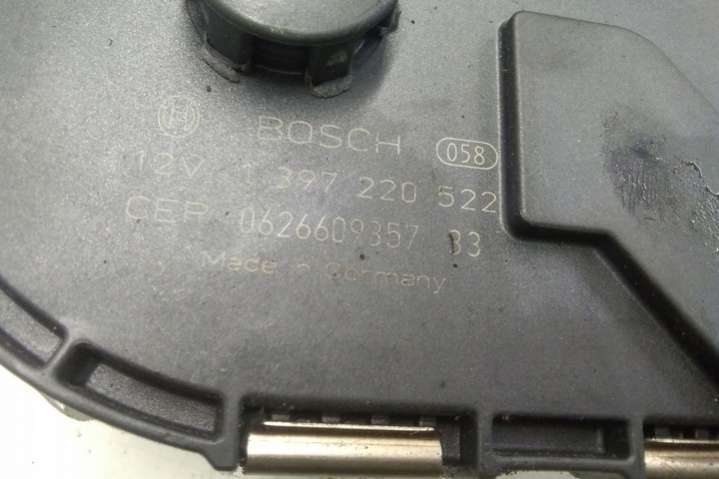 BOSCH 058
12V 1 397 220 522
CEP 0626609357 33
Made in Germany